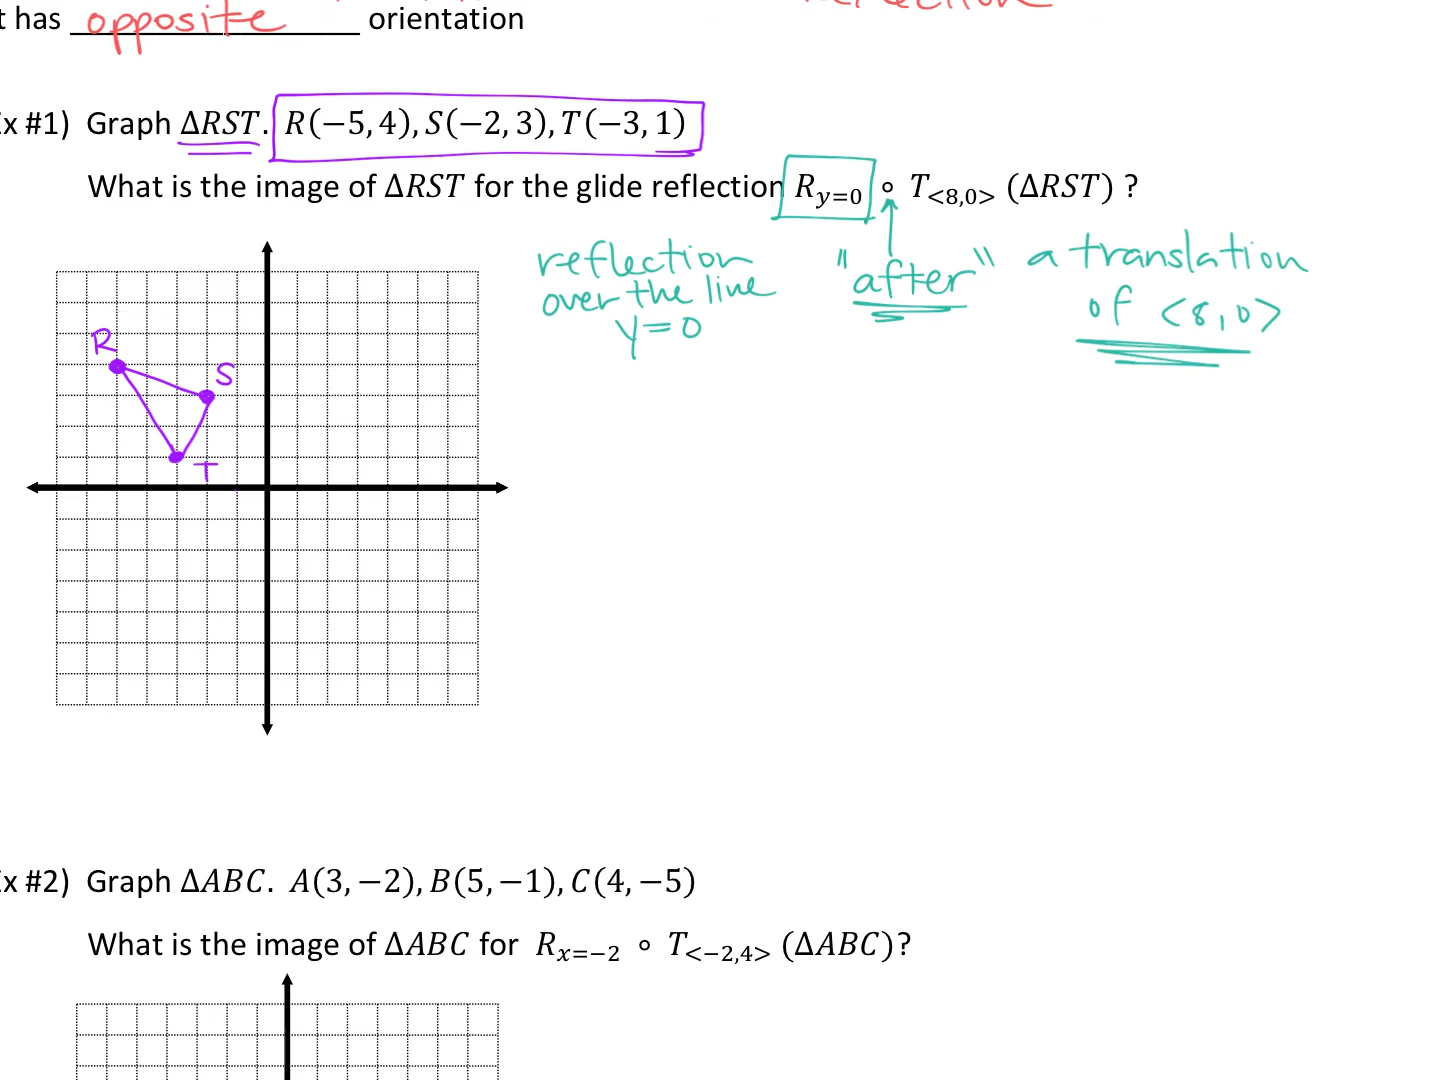 t has opposite orientation
x #1) Graph ΔRST. R(−5, 4), S(−2, 3), T(−3, 1)
What is the image of ΔRST for the glide reflection R_{y=0} ∘ T_{<8,0>} (ΔRST) ?
reflection over the line y=0
"after"
a translation of <8,0>
R
S
T
x #2) Graph ΔABC. A(3, −2), B(5, −1), C(4, −5)
What is the image of ΔABC for R_{x=−2} ∘ T_{<−2,4>} (ΔABC)?